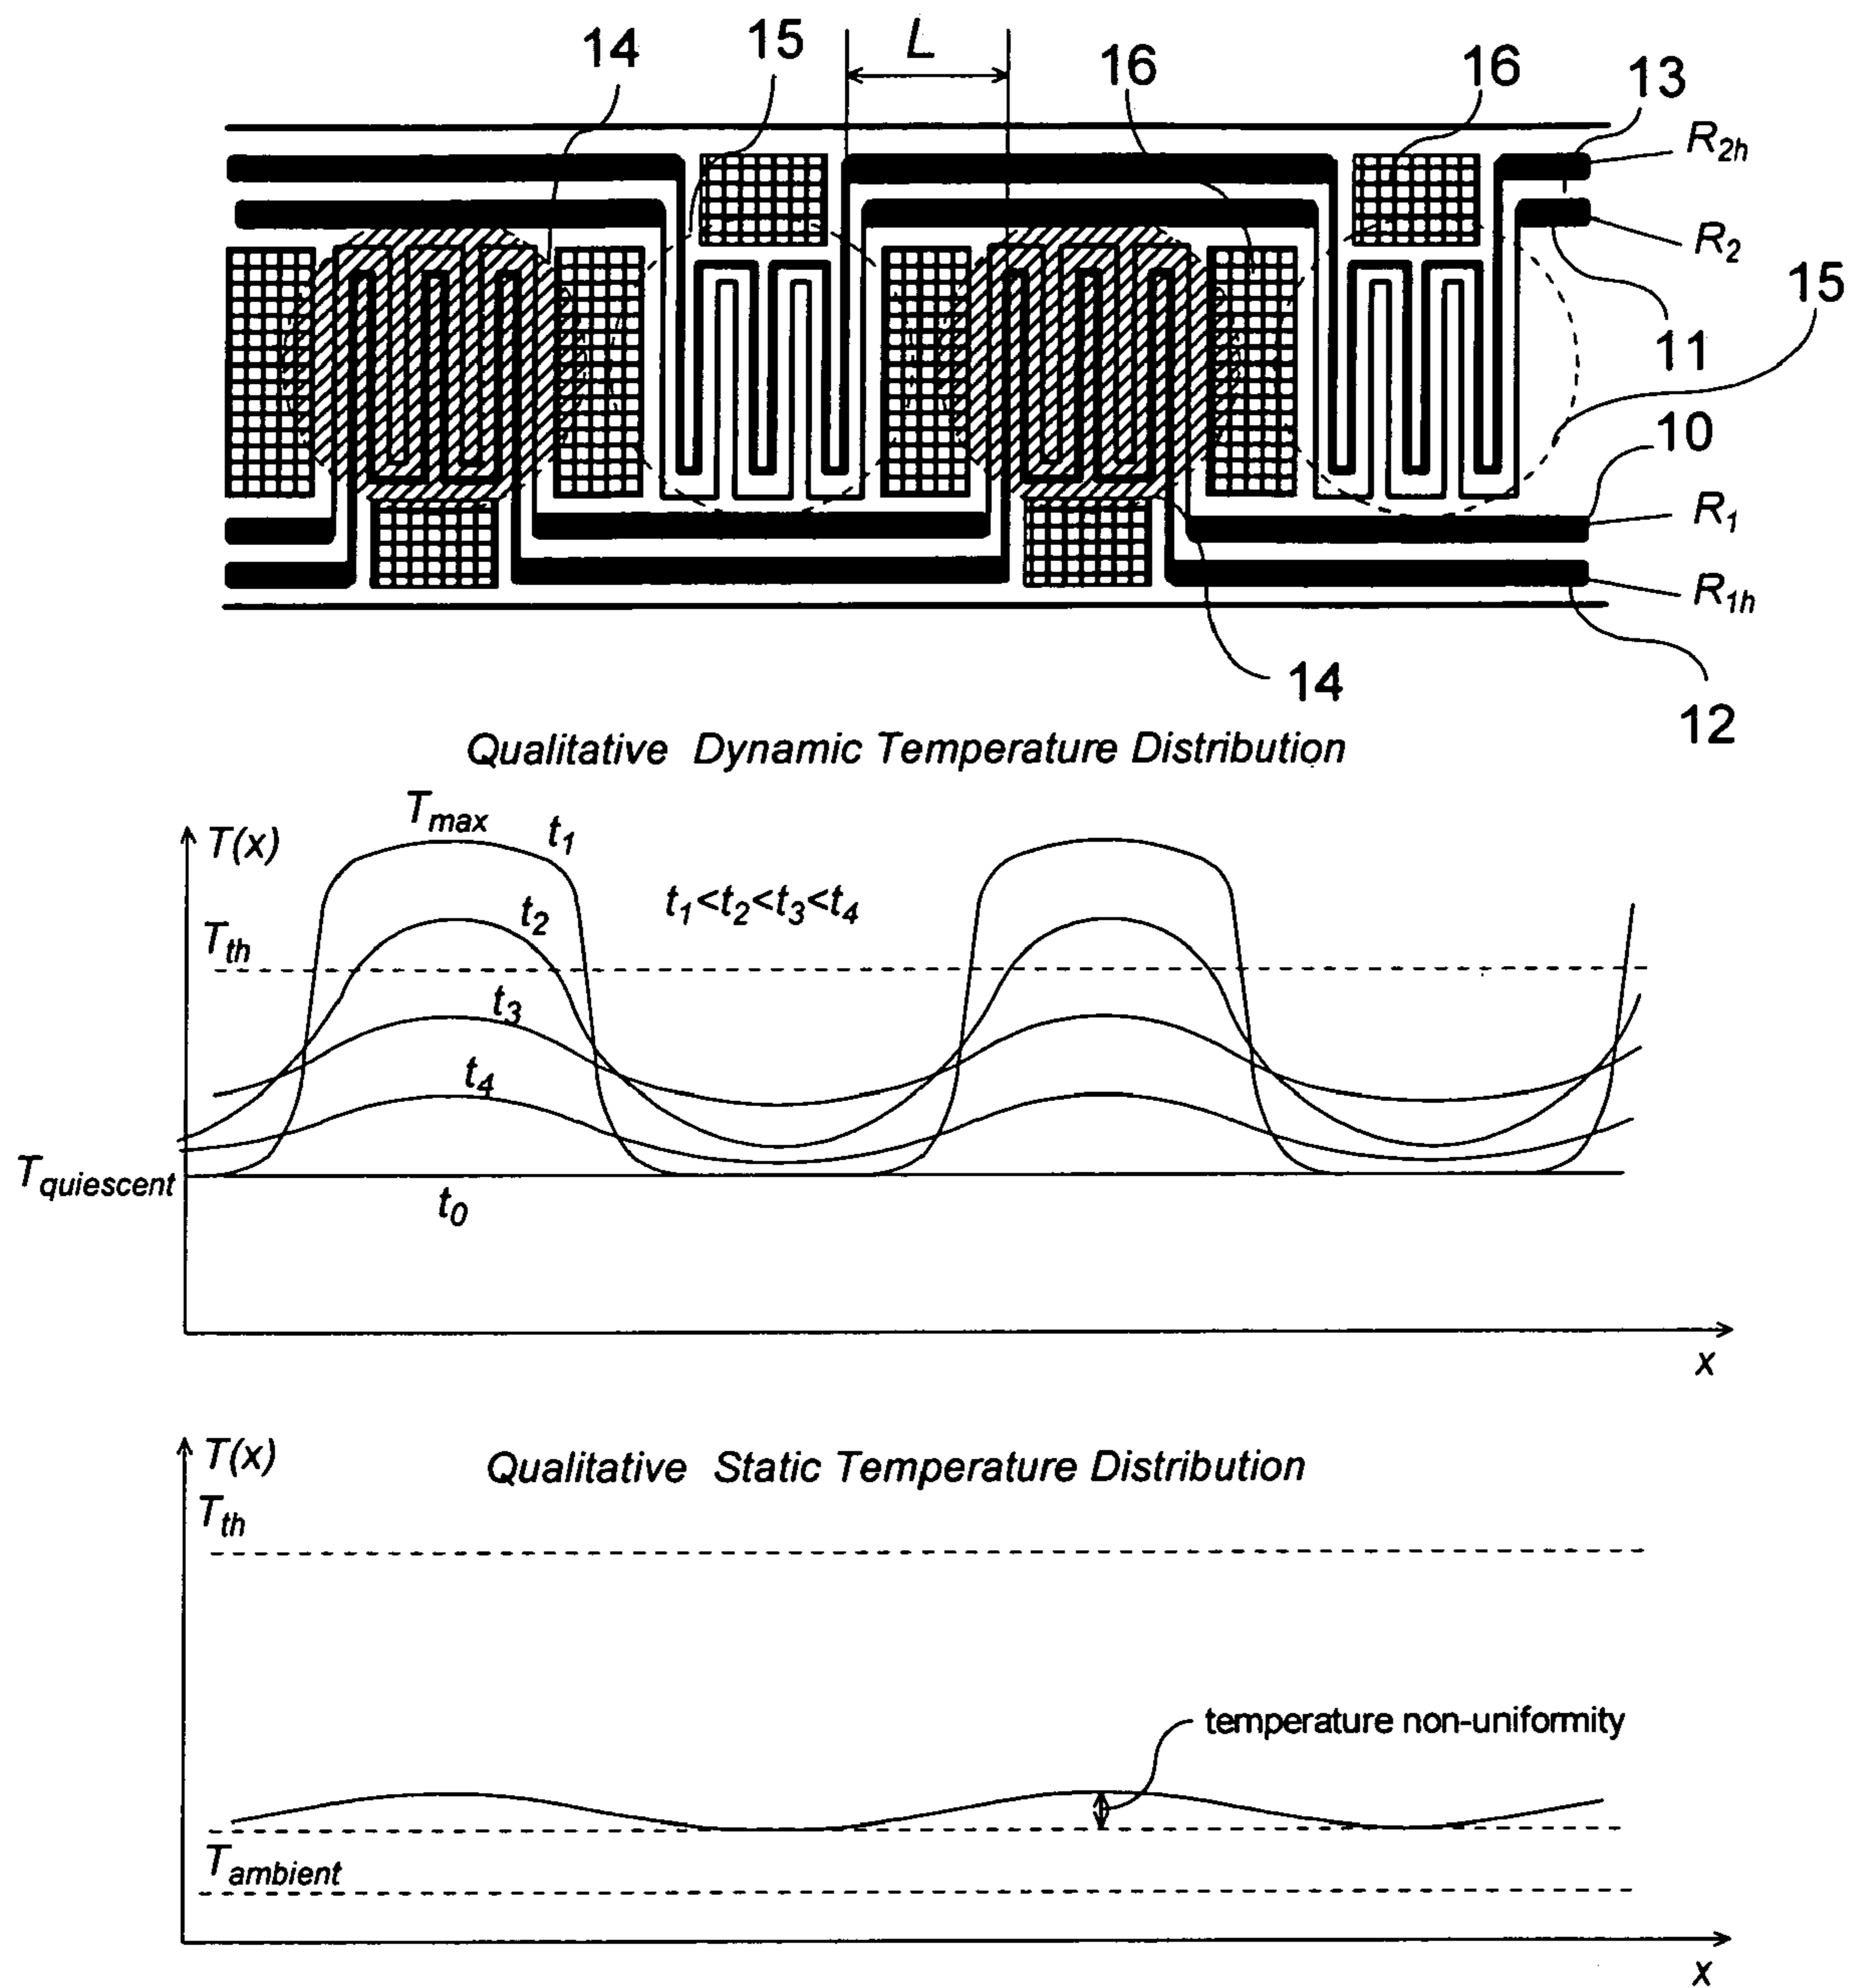 14
15
L
16
16
13
R2h
R2
15
11
10
R1
R1h
14
12
Qualitative Dynamic Temperature Distribution
T(x)
Tmax
t1
t2
t1<t2<t3<t4
Tth
t3
t4
Tquiescent
t0
x
T(x)
Qualitative Static Temperature Distribution
Tth
temperature non-uniformity
Tambient
x